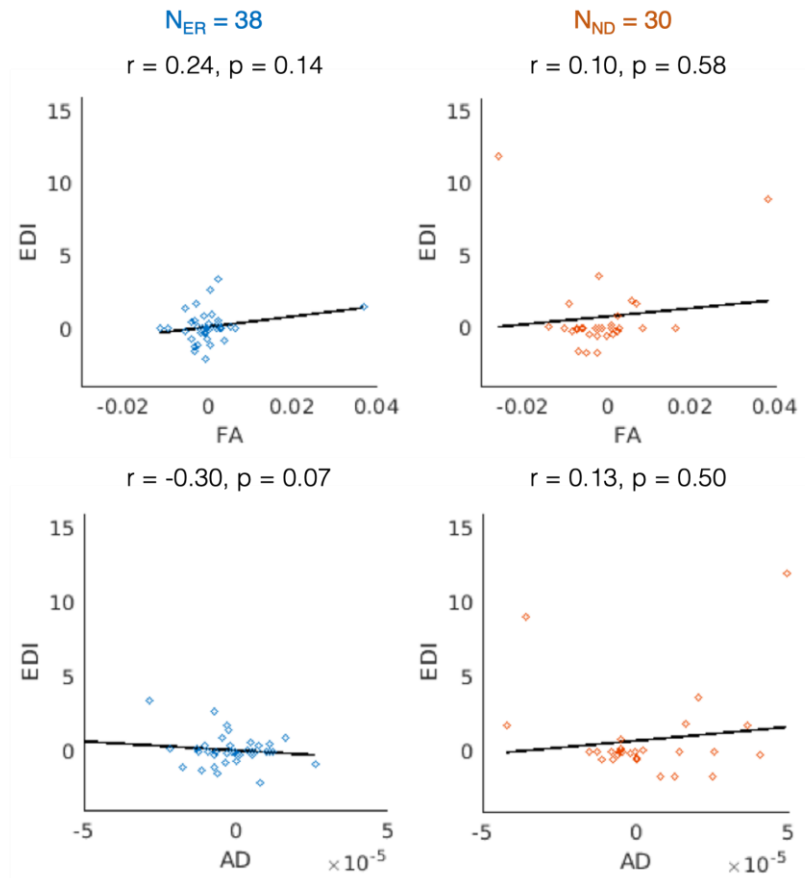 N_ER = 38
N_ND = 30
r = 0.24, p = 0.14
r = 0.10, p = 0.58
15
10
5
0
EDI
-0.02 0 0.02 0.04
FA
15
10
5
0
EDI
-0.02 0 0.02 0.04
FA
r = -0.30, p = 0.07
r = 0.13, p = 0.50
15
10
5
0
EDI
-5 0 5
AD
×10⁻⁵
15
10
5
0
EDI
-5 0 5
AD
×10⁻⁵